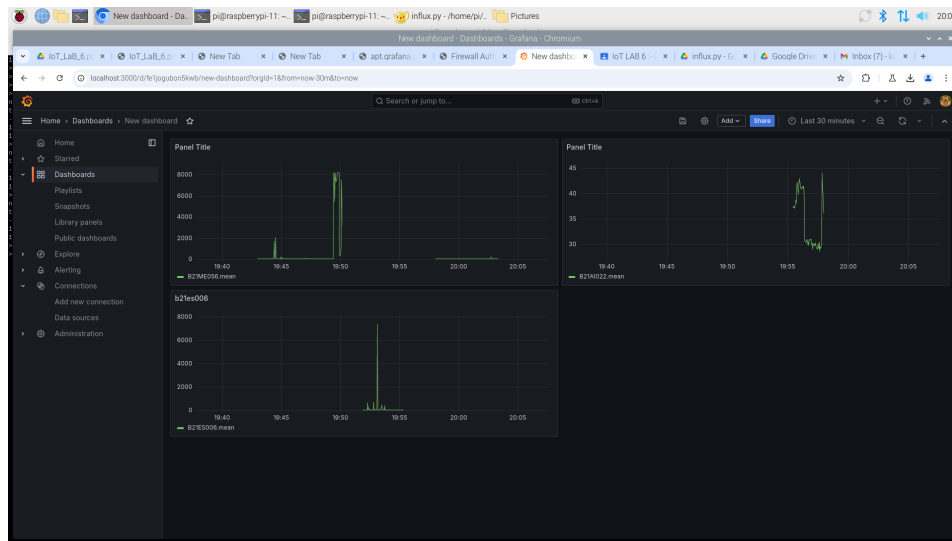 New dashboard - Da..
pi@raspberrypi-11: ~..
pi@raspberrypi-11: ~..
influx.py - /home/pi/..
Pictures
20:0
New dashboard - Dashboards - Grafana - Chromium
IoT_LaB_6.p
IoT_LaB_6.p
New Tab
New Tab
apt.grafana.c
Firewall Auth
New dashbo
IoT LAB 6.
influx.py - Go
Google Drive
Inbox (7) - k
localhost:3000/d/fe1jogubon5kwb/new-dashboard?orgId=1&from=now-30m&to=now
Search or jump to...
ctrl+k
Home › Dashboards › New dashboard
Add
Share
Last 30 minutes
Home
Starred
Dashboards
Playlists
Snapshots
Library panels
Public dashboards
Explore
Alerting
Connections
Add new connection
Data sources
Administration
Panel Title
8000
6000
4000
2000
0
19:40 19:45 19:50 19:55 20:00 20:05
B21ME056.mean
Panel Title
45
40
35
30
19:40 19:45 19:50 19:55 20:00 20:05
B21AI022.mean
b21es006
8000
6000
4000
2000
0
19:40 19:45 19:50 19:55 20:00 20:05
B21ES006.mean